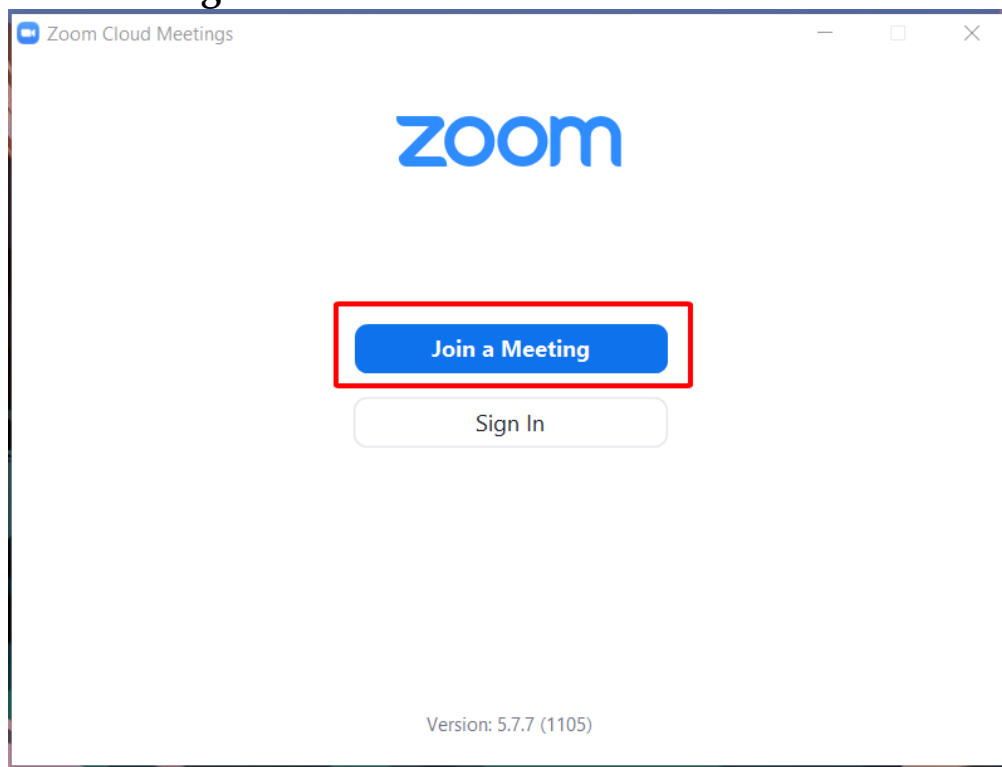 Zoom Cloud Meetings
zoom
Join a Meeting
Sign In
Version: 5.7.7 (1105)